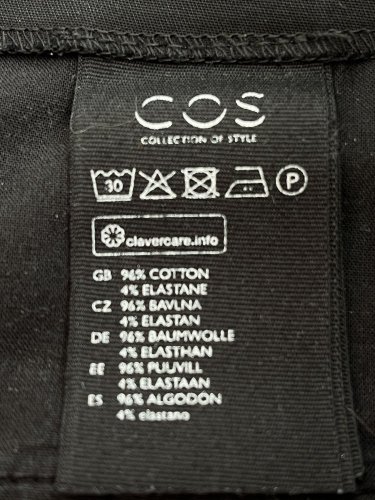 COS
COLLECTION OF STYLE
30 P
clevercare.info
GB 96% COTTON
4% ELASTANE
CZ 96% BAVLNA
4% ELASTAN
DE 96% BAUMWOLLE
4% ELASTHAN
EE 96% PUUVILL
4% ELASTAAN
ES 96% ALGODON
4% elastano